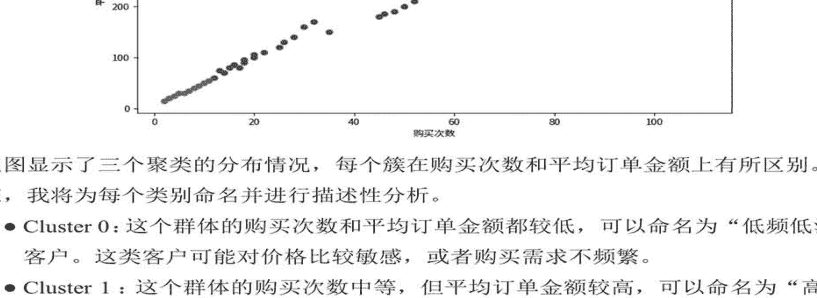 200
100
0
0 20 40 60 80 100
购买次数
图显示了三个聚类的分布情况，每个簇在购买次数和平均订单金额上有所区别。
，我将为每个类别命名并进行描述性分析。
● Cluster 0：这个群体的购买次数和平均订单金额都较低，可以命名为“低频低
客户。这类客户可能对价格比较敏感，或者购买需求不频繁。
● Cluster 1：这个群体的购买次数中等，但平均订单金额较高，可以命名为“高